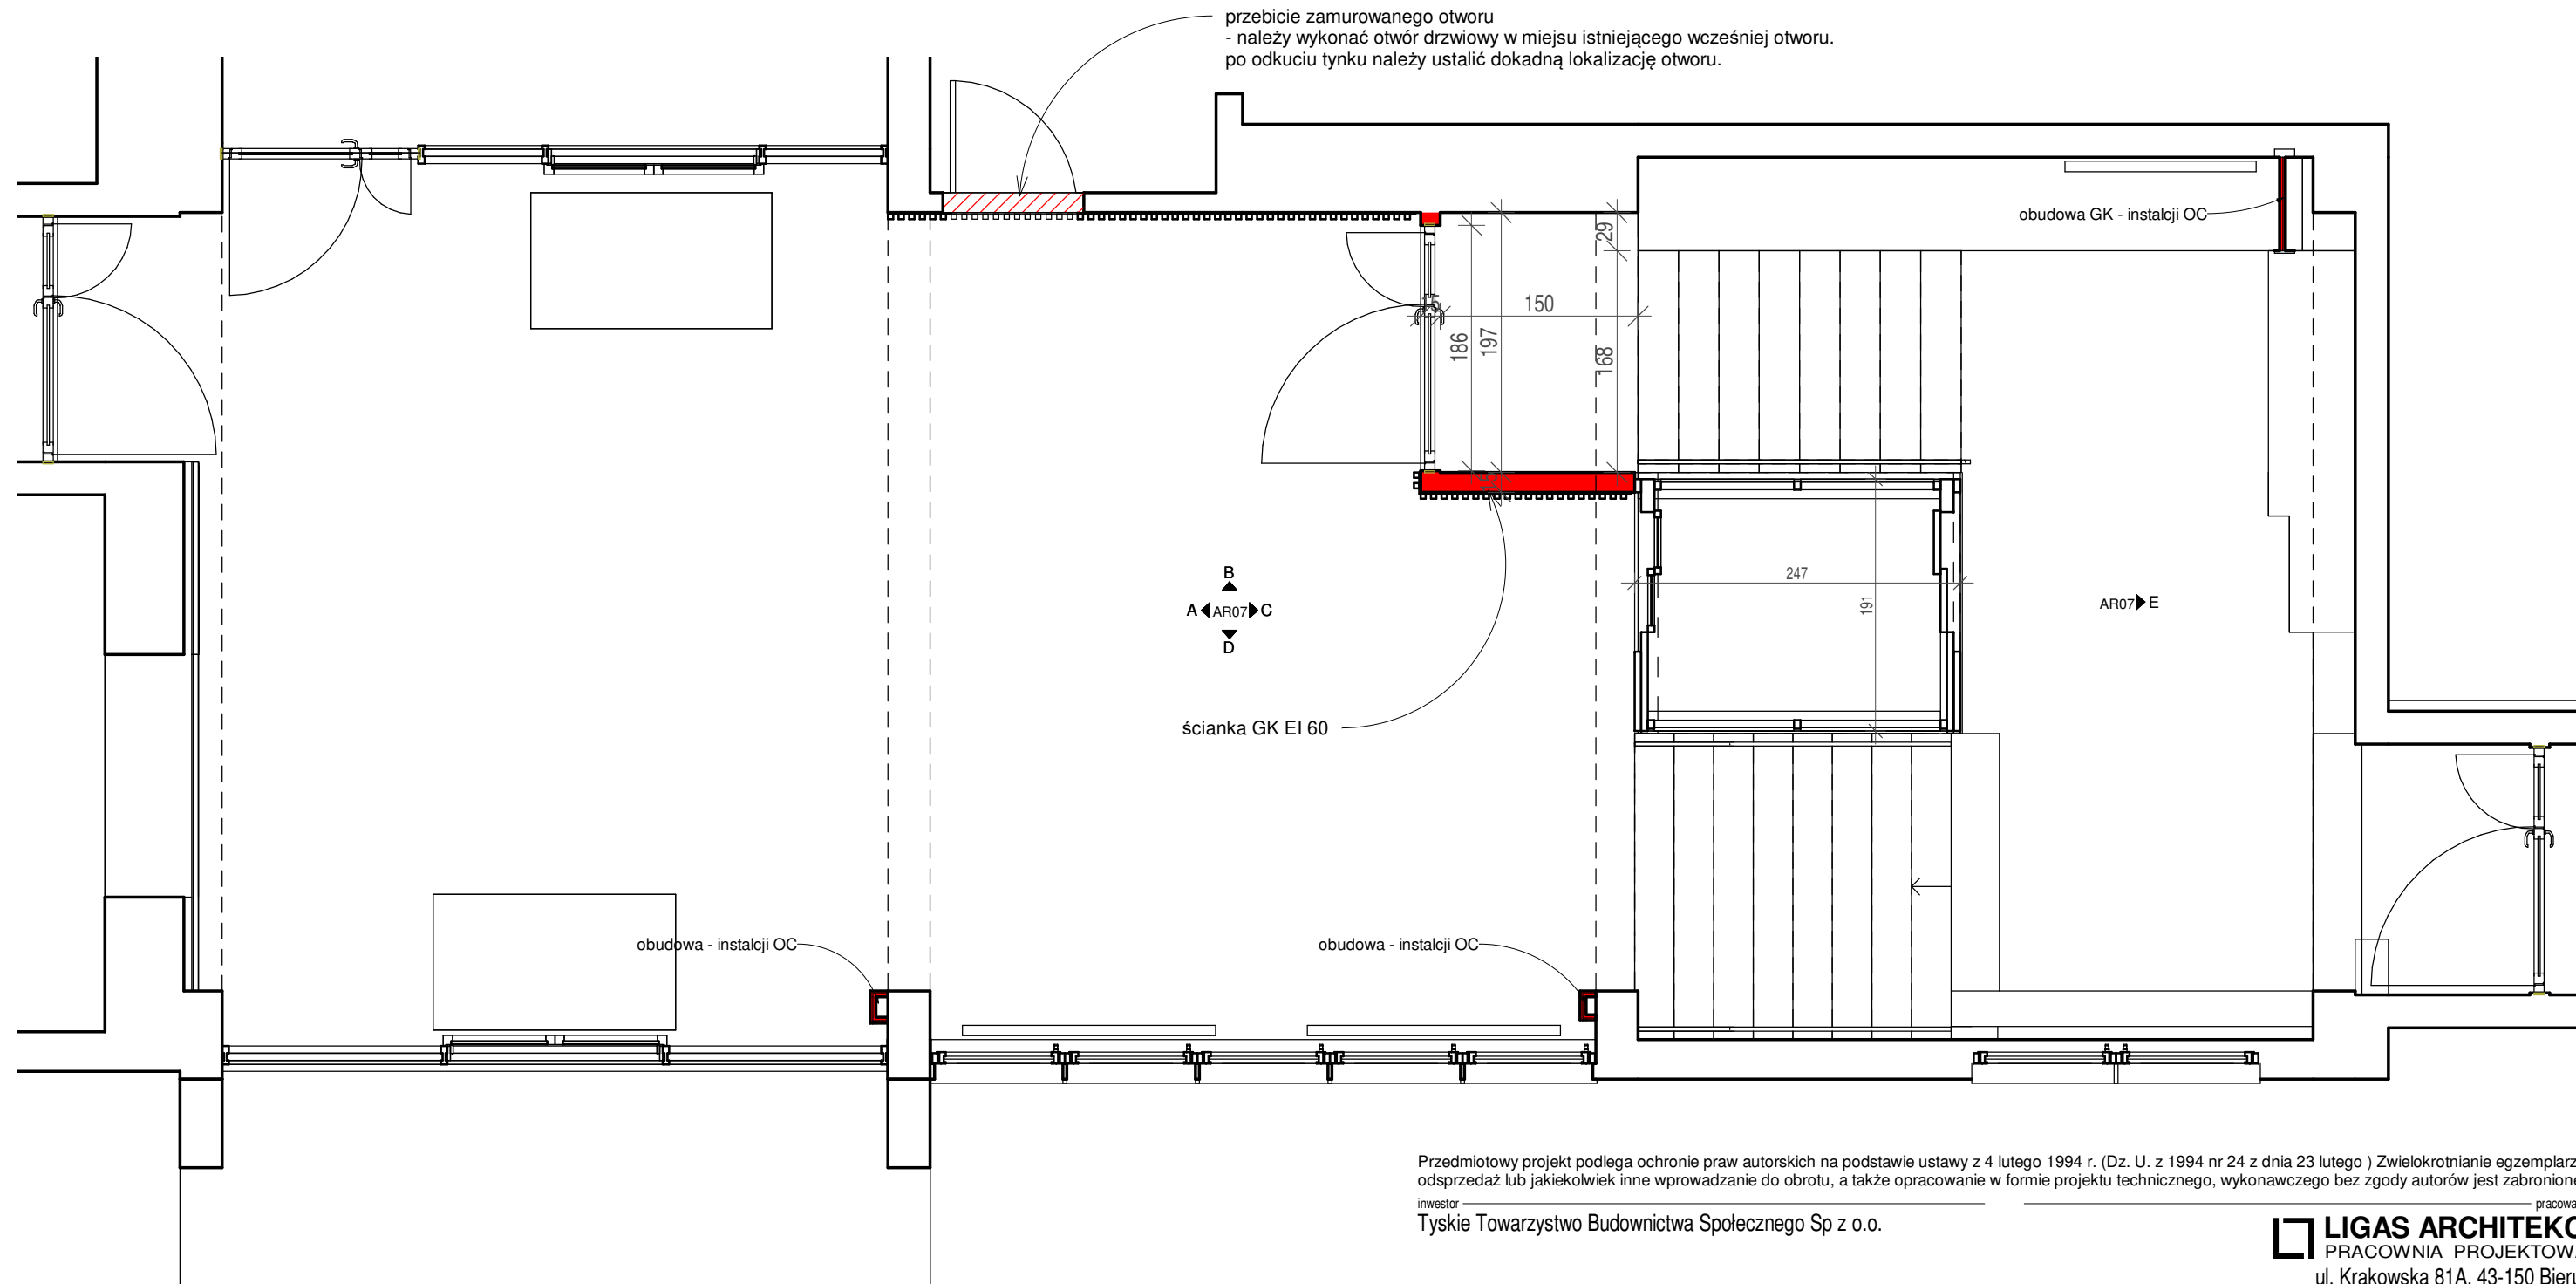 przebicie zamurowanego otworu
- należy wykonać otwór drzwiowy w miejsu istniejącego wcześniej otworu.
po odkuciu tynku należy ustalić dokadną lokalizację otworu.
obudowa GK - instalcji OC
29
150
186
197
168
247
191
B
A AR07 C
D
AR07 E
ścianka GK EI 60
obudowa - instalcji OC
obudowa - instalcji OC
Przedmiotowy projekt podlega ochronie praw autorskich na podstawie ustawy z 4 lutego 1994 r. (Dz. U. z 1994 nr 24 z dnia 23 lutego ) Zwielokrotnianie egzemplarz
odsprzedaż lub jakiekolwiek inne wprowadzanie do obrotu, a także opracowanie w formie projektu technicznego, wykonawczego bez zgody autorów jest zabronione
inwestor
pracowa
Tyskie Towarzystwo Budownictwa Społecznego Sp z o.o.
LIGAS ARCHITEKC
PRACOWNIA PROJEKTOWA
ul. Krakowska 81A, 43-150 Bieru